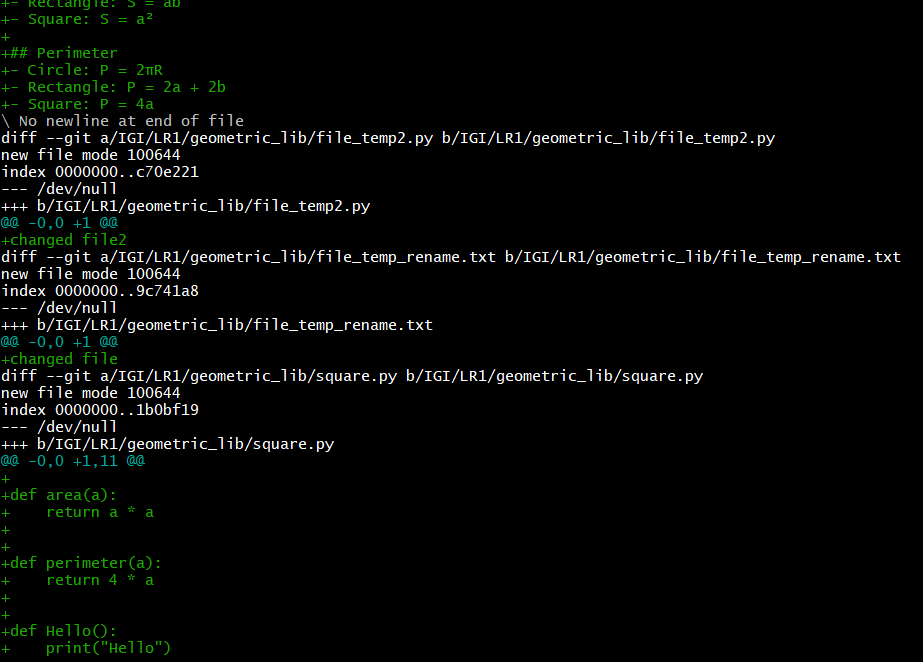 +- Rectangle: S = ab
+- Square: S = a²
+
+## Perimeter
+- Circle: P = 2πR
+- Rectangle: P = 2a + 2b
+- Square: P = 4a
\ No newline at end of file
diff --git a/IGI/LR1/geometric_lib/file_temp2.py b/IGI/LR1/geometric_lib/file_temp2.py
new file mode 100644
index 0000000..c70e221
--- /dev/null
+++ b/IGI/LR1/geometric_lib/file_temp2.py
@@ -0,0 +1 @@
+changed file2
diff --git a/IGI/LR1/geometric_lib/file_temp_rename.txt b/IGI/LR1/geometric_lib/file_temp_rename.txt
new file mode 100644
index 0000000..9c741a8
--- /dev/null
+++ b/IGI/LR1/geometric_lib/file_temp_rename.txt
@@ -0,0 +1 @@
+changed file
diff --git a/IGI/LR1/geometric_lib/square.py b/IGI/LR1/geometric_lib/square.py
new file mode 100644
index 0000000..1b0bf19
--- /dev/null
+++ b/IGI/LR1/geometric_lib/square.py
@@ -0,0 +1,11 @@
+
+def area(a):
+    return a * a
+
+
+def perimeter(a):
+    return 4 * a
+
+
+def Hello():
+    print("Hello")